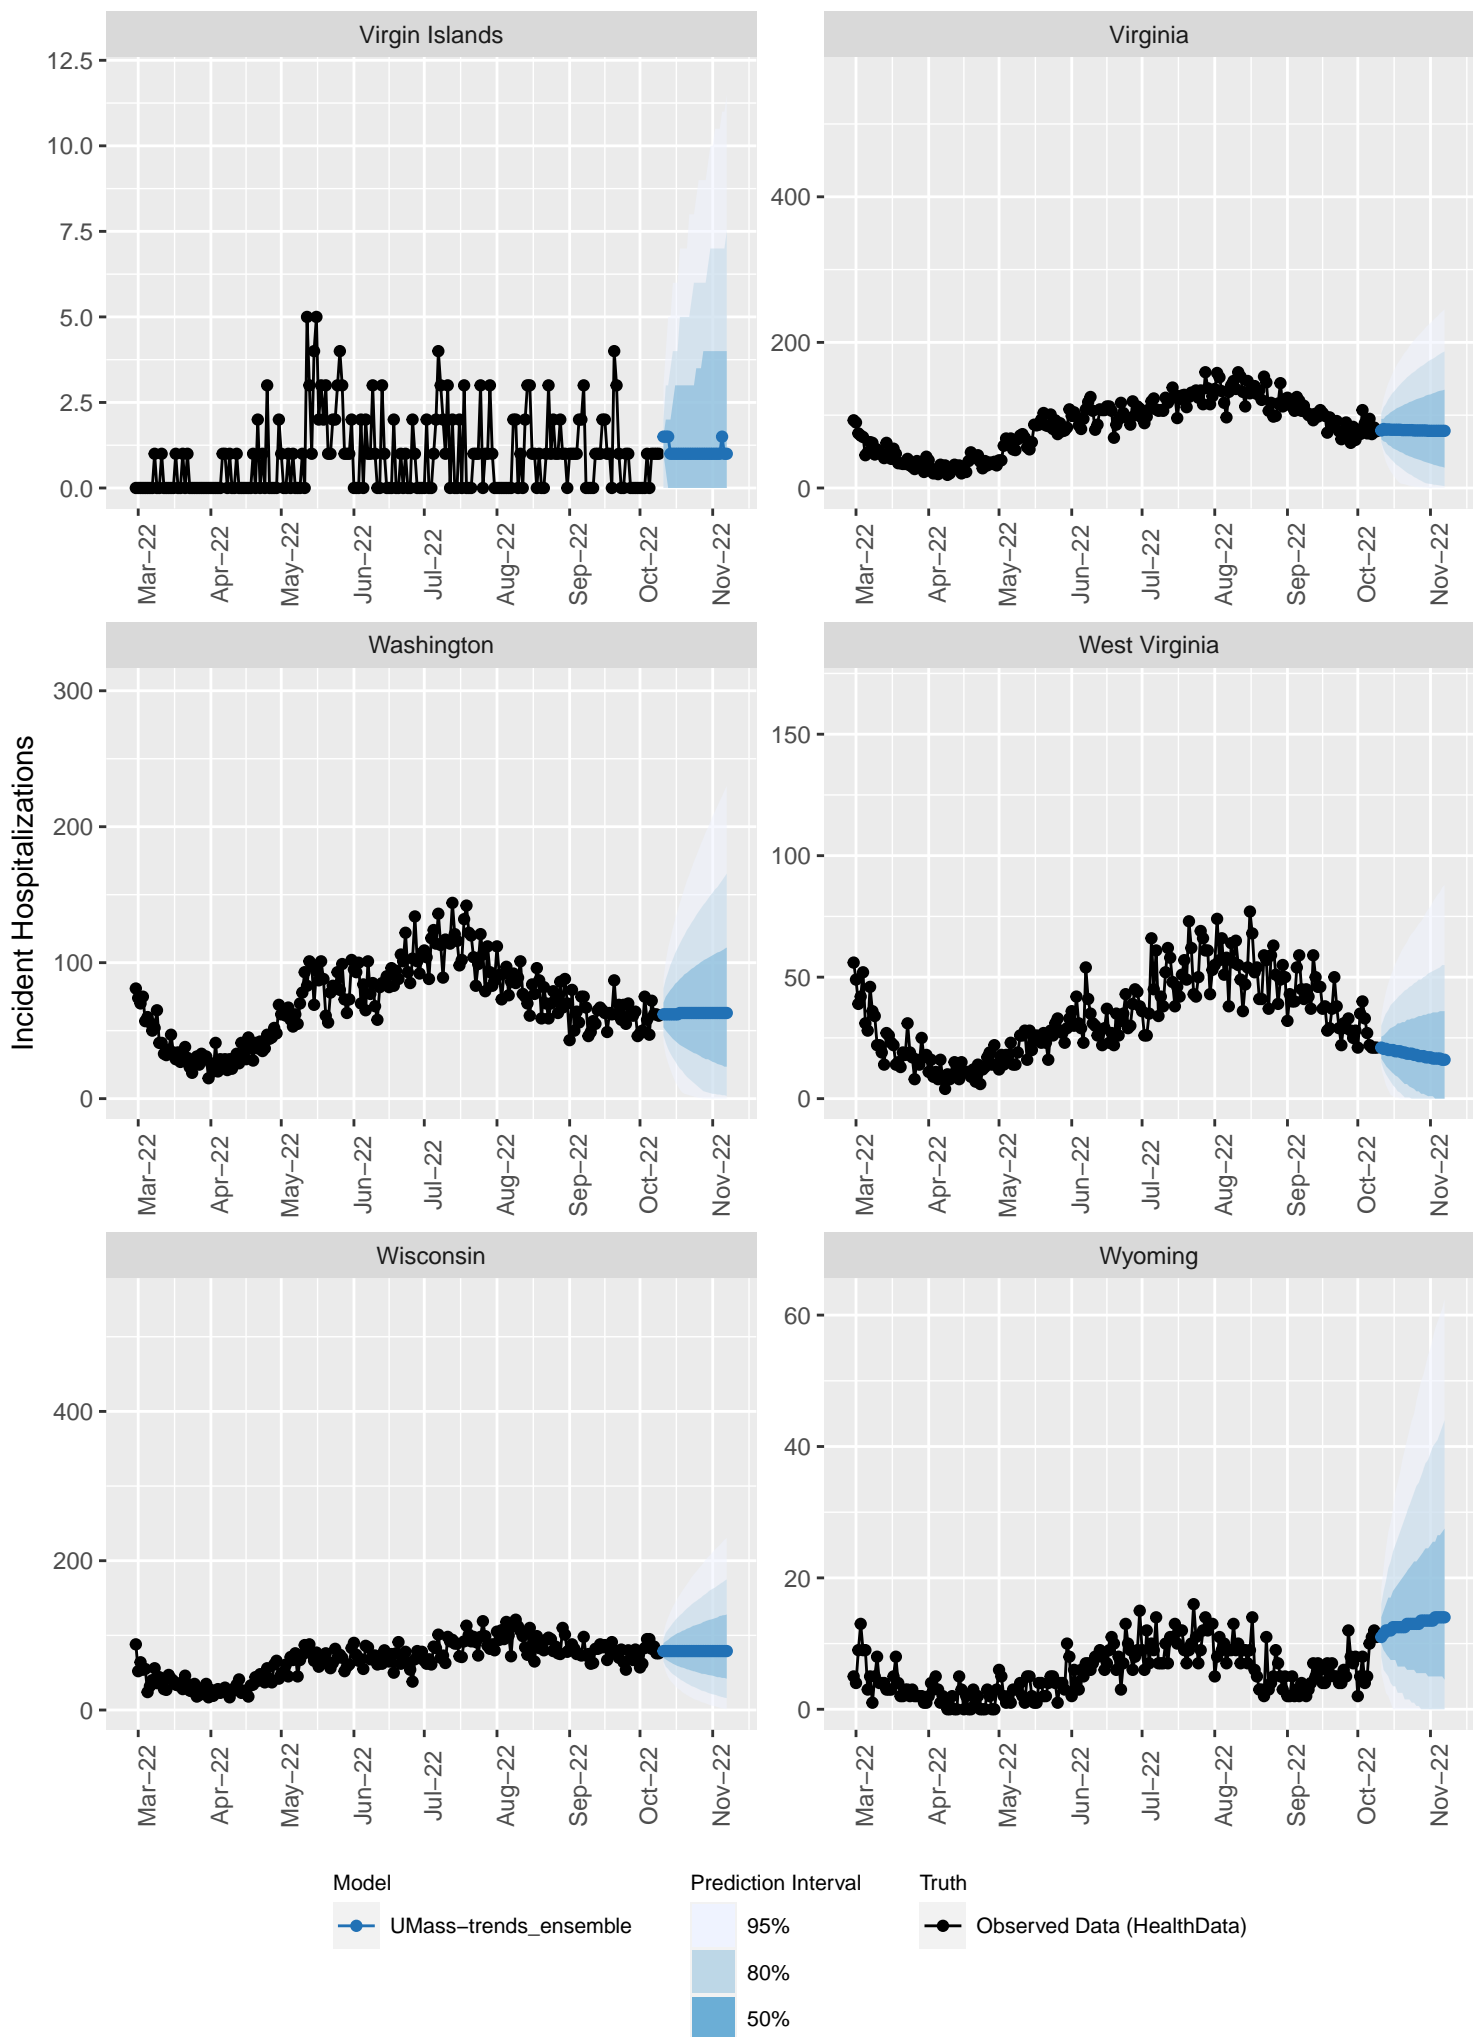 Virgin Islands
Virginia
12.5
10.0
7.5
5.0
2.5
0.0
400
200
0
Mar−22
Apr−22
May−22
Jun−22
Jul−22
Aug−22
Sep−22
Oct−22
Nov−22
Mar−22
Apr−22
May−22
Jun−22
Jul−22
Aug−22
Sep−22
Oct−22
Nov−22
Incident Hospitalizations
Washington
West Virginia
300
200
100
0
150
100
50
0
Mar−22
Apr−22
May−22
Jun−22
Jul−22
Aug−22
Sep−22
Oct−22
Nov−22
Mar−22
Apr−22
May−22
Jun−22
Jul−22
Aug−22
Sep−22
Oct−22
Nov−22
Wisconsin
Wyoming
400
200
0
60
40
20
0
Mar−22
Apr−22
May−22
Jun−22
Jul−22
Aug−22
Sep−22
Oct−22
Nov−22
Mar−22
Apr−22
May−22
Jun−22
Jul−22
Aug−22
Sep−22
Oct−22
Nov−22
Model
UMass−trends_ensemble
Prediction Interval
95%
80%
50%
Truth
Observed Data (HealthData)